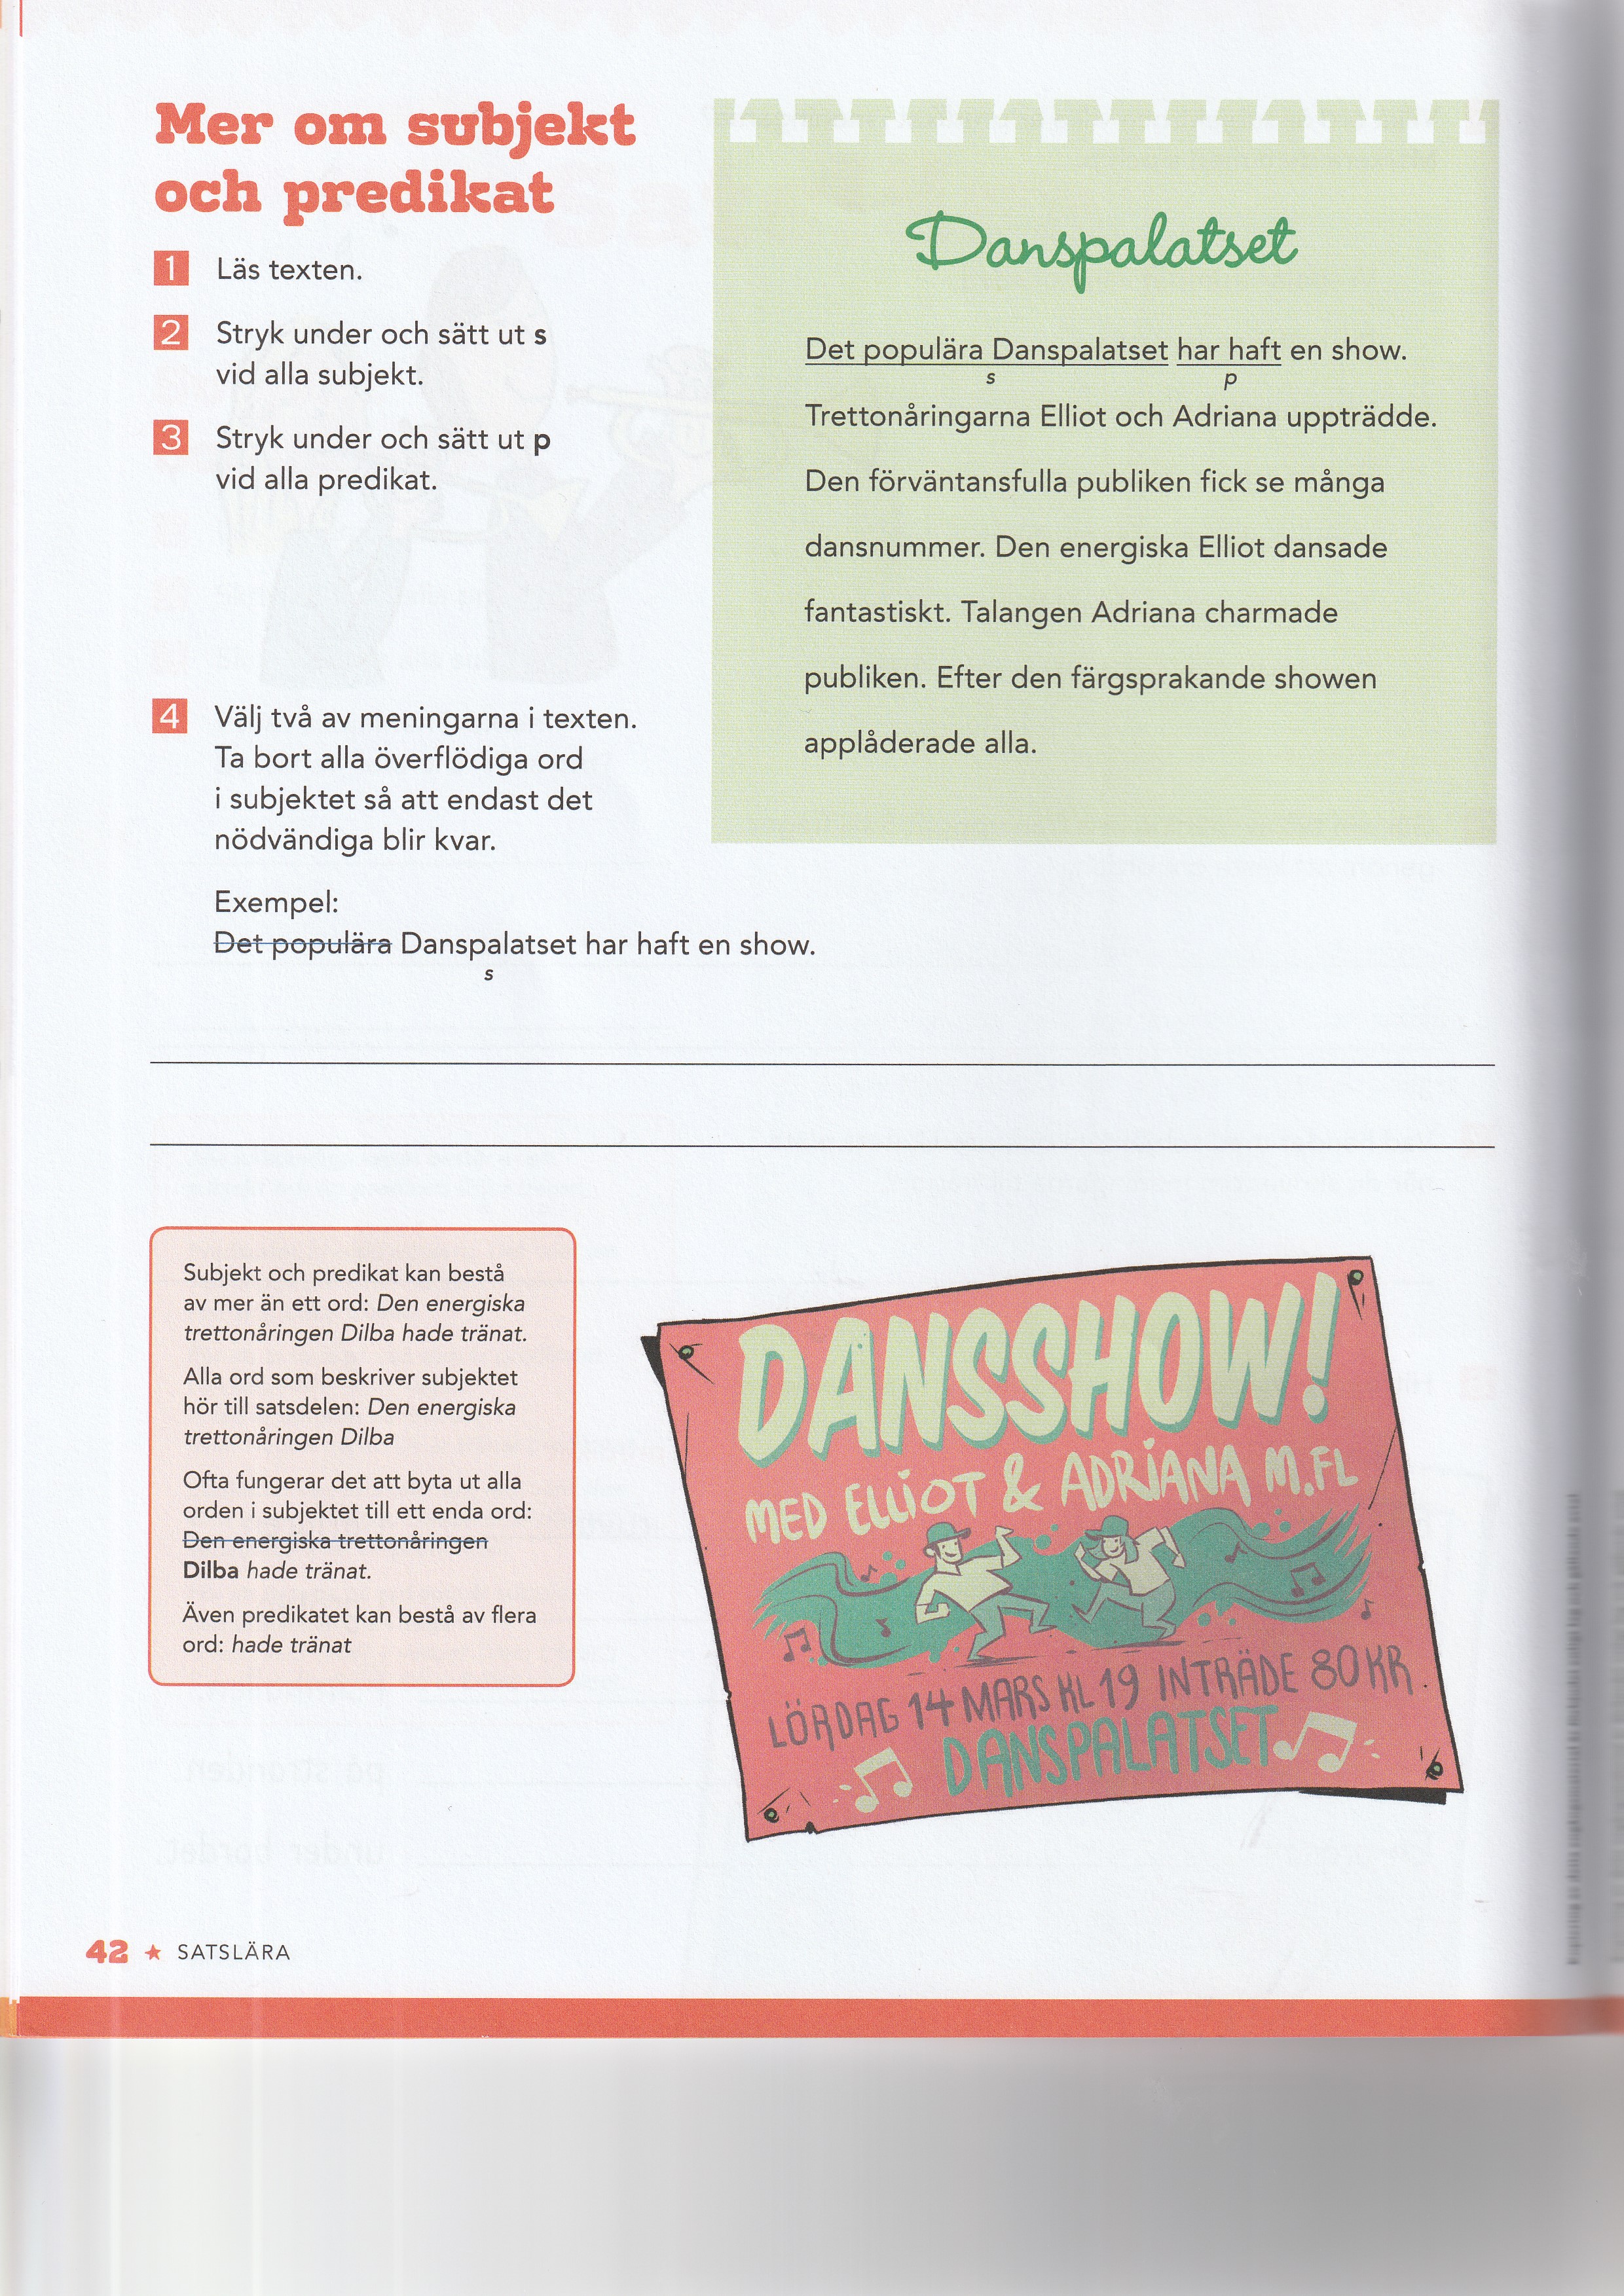 Mer om subjekt
och predikat
1 Läs texten.
2 Stryk under och sätt ut s
vid alla subjekt.
3 Stryk under och sätt ut p
vid alla predikat.
4 Välj två av meningarna i texten.
Ta bort alla överflödiga ord
i subjektet så att endast det
nödvändiga blir kvar.
Exempel:
Det populära Danspalatset har haft en show.
s
Danspalatset
Det populära Danspalatset har haft en show.
s p
Trettonåringarna Elliot och Adriana uppträdde.
Den förväntansfulla publiken fick se många
dansnummer. Den energiska Elliot dansade
fantastiskt. Talangen Adriana charmade
publiken. Efter den färgsprakande showen
applåderade alla.
Subjekt och predikat kan bestå
av mer än ett ord: Den energiska
trettonåringen Dilba hade tränat.
Alla ord som beskriver subjektet
hör till satsdelen: Den energiska
trettonåringen Dilba
Ofta fungerar det att byta ut alla
orden i subjektet till ett enda ord:
Den energiska trettonåringen
Dilba hade tränat.
Även predikatet kan bestå av flera
ord: hade tränat
DANSSHOW!
MED ELLIOT & ADRIANA M.FL
LÖRDAG 14 MARS KL 19 INTRÄDE 80 KR
DANSPALATSET
42 ★ SATSLÄRA